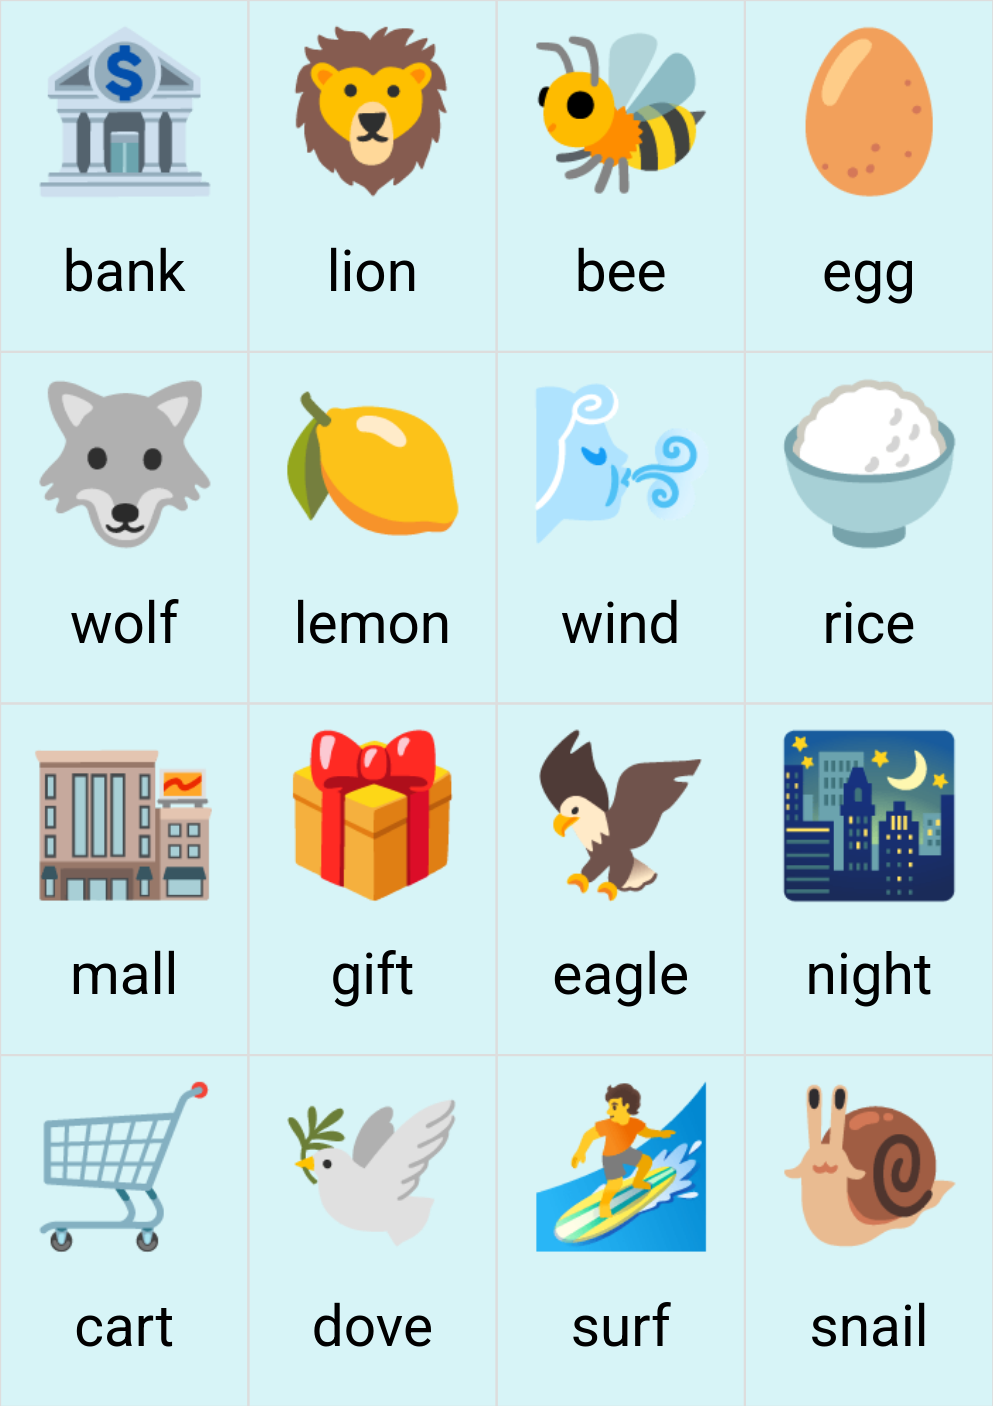 $
bank
lion
bee
egg
wolf
lemon
wind
rice
mall
gift
eagle
night
cart
dove
surf
snail